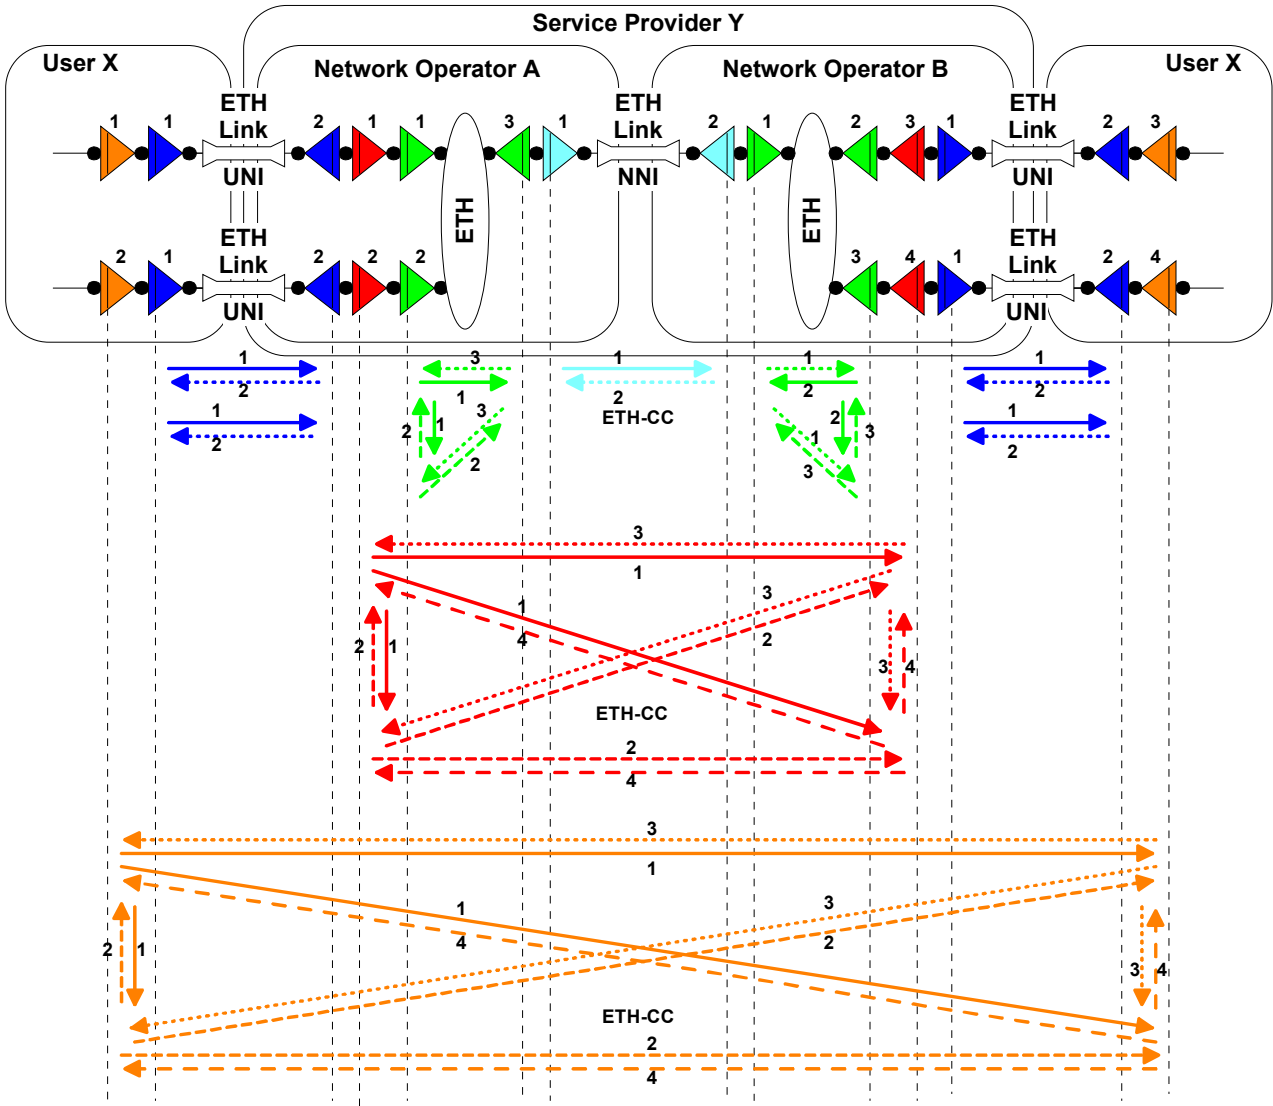 Service Provider Y
User X
Network Operator A
Network Operator B
User X
ETH
Link
UNI
ETH
Link
NNI
ETH
Link
UNI
1 1 2 1 1 3 1 2 1 2 3 1 2 3
ETH
ETH
ETH
Link
UNI
ETH
Link
UNI
2 1 2 2 2 3 4 1 2 4
1 3 1 1 1
2 1 2 2 2
ETH-CC
1 2 1 3 2 1 2 3 1
2 2 3 2
3
1
1 3
4 2
2 1 3 4
ETH-CC
2
4
3
1
1 3
4 2
2 1 3 4
ETH-CC
2
4